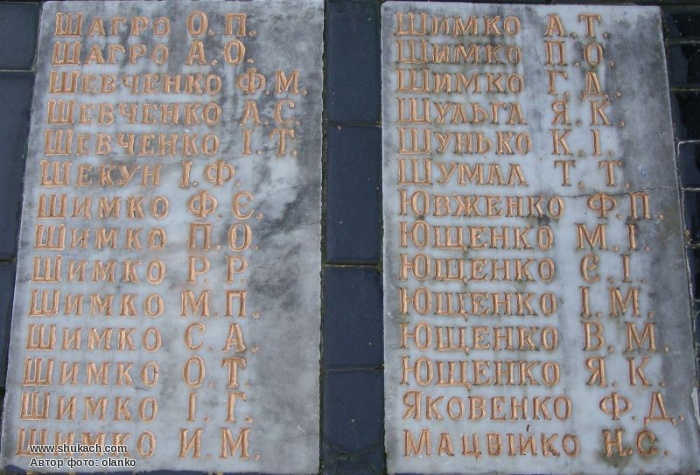 Шагро О.П.
Шагро А.О.
Шевченко Ф.М.
Шевченко А.С.
Шевченко І.Т
Шекун І.Ф.
Шимко Ф.Є.
Шимко П.О.
Шимко Р.Р
Шимко М.П.
Шимко С.А.
Шимко О.Т.
Шимко І.Г.
Шимко И.М.
Шимко А.Т.
Шимко П.О.
Шимко Г.Д.
Шульга Я.К.
Шунько К.І
Шумал Т.Т
Ювженко Ф.П.
Ющенко М.І.
Ющенко Є.І
Ющенко І.М.
Ющенко В.М.
Ющенко Я.К.
Яковенко Ф.Д.
Мацвійко Н.С.
www.shukach.com
Автор фото: olanko